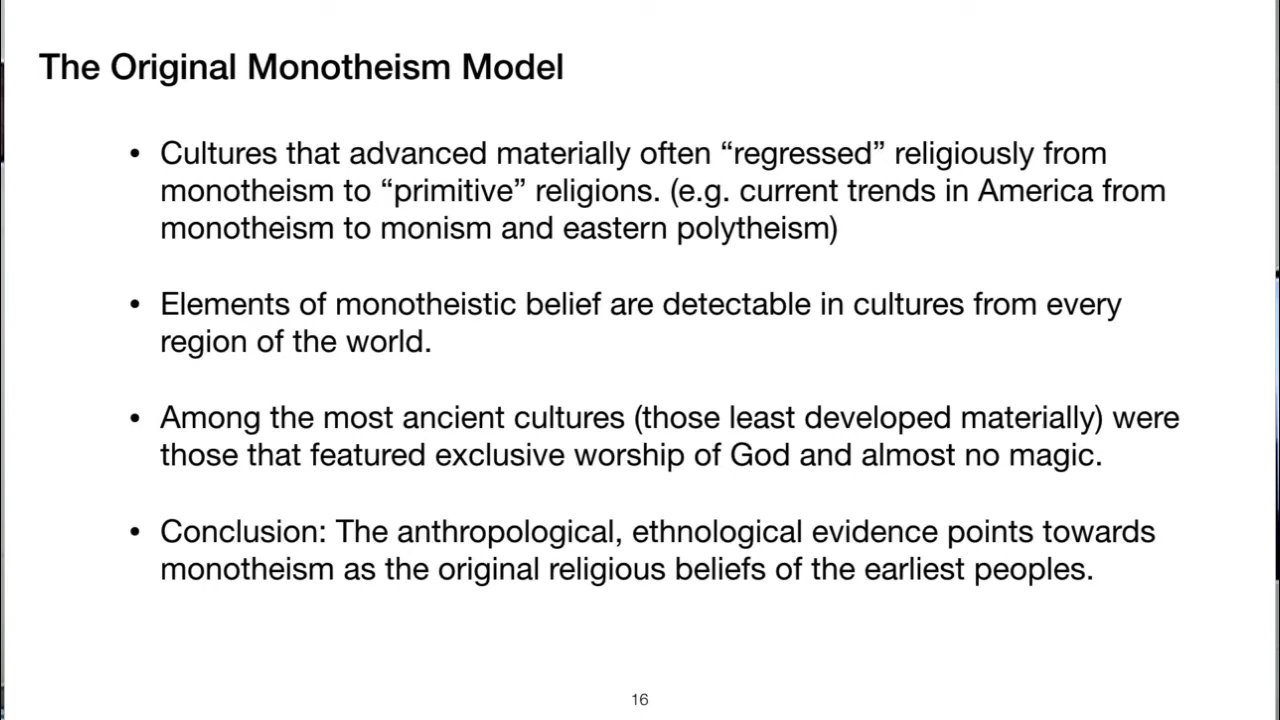 The Original Monotheism Model
• Cultures that advanced materially often “regressed” religiously from
monotheism to “primitive” religions. (e.g. current trends in America from
monotheism to monism and eastern polytheism)
• Elements of monotheistic belief are detectable in cultures from every
region of the world.
• Among the most ancient cultures (those least developed materially) were
those that featured exclusive worship of God and almost no magic.
• Conclusion: The anthropological, ethnological evidence points towards
monotheism as the original religious beliefs of the earliest peoples.
16